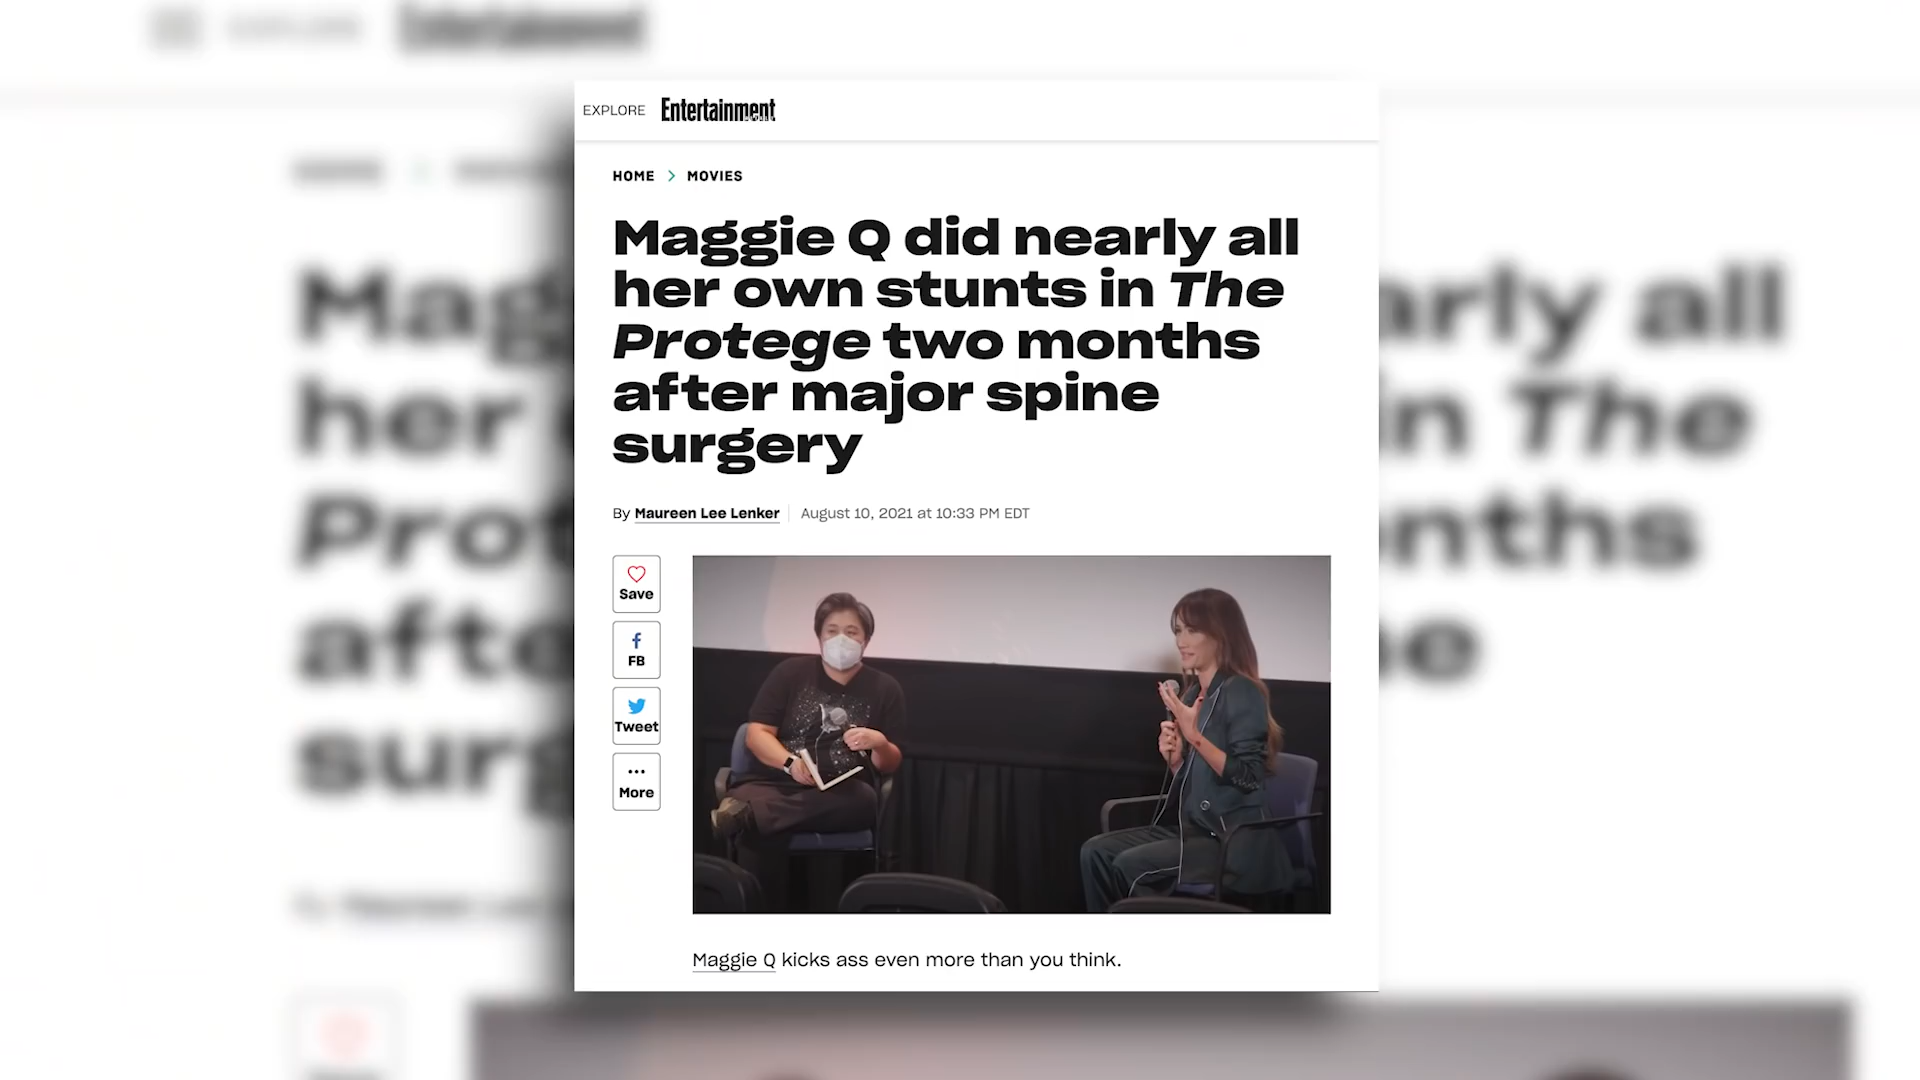 EXPLORE Entertainment
HOME > MOVIES
Maggie Q did nearly all
her own stunts in The
Protege two months
after major spine
surgery
By Maureen Lee Lenker August 10, 2021 at 10:33 PM EDT
Save
FB
Tweet
More
Maggie Q kicks ass even more than you think.